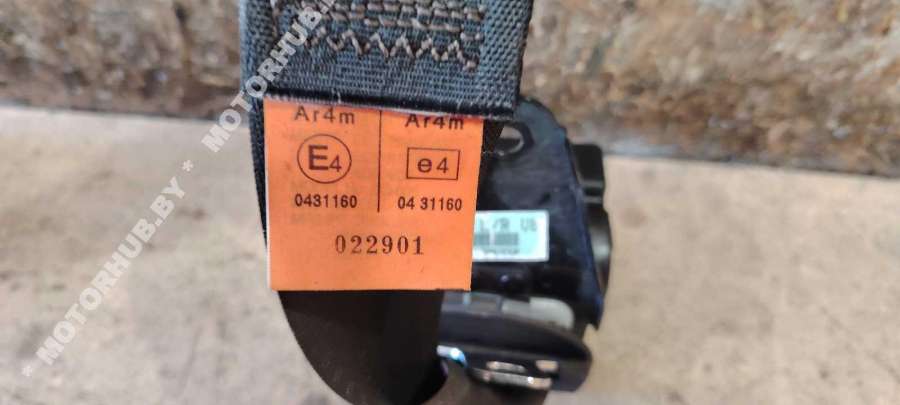 Ar4m Ar4m
E4 e4
0431160 04 31160
022901
* MOTORHUB.BY * MOTORHUB.BY